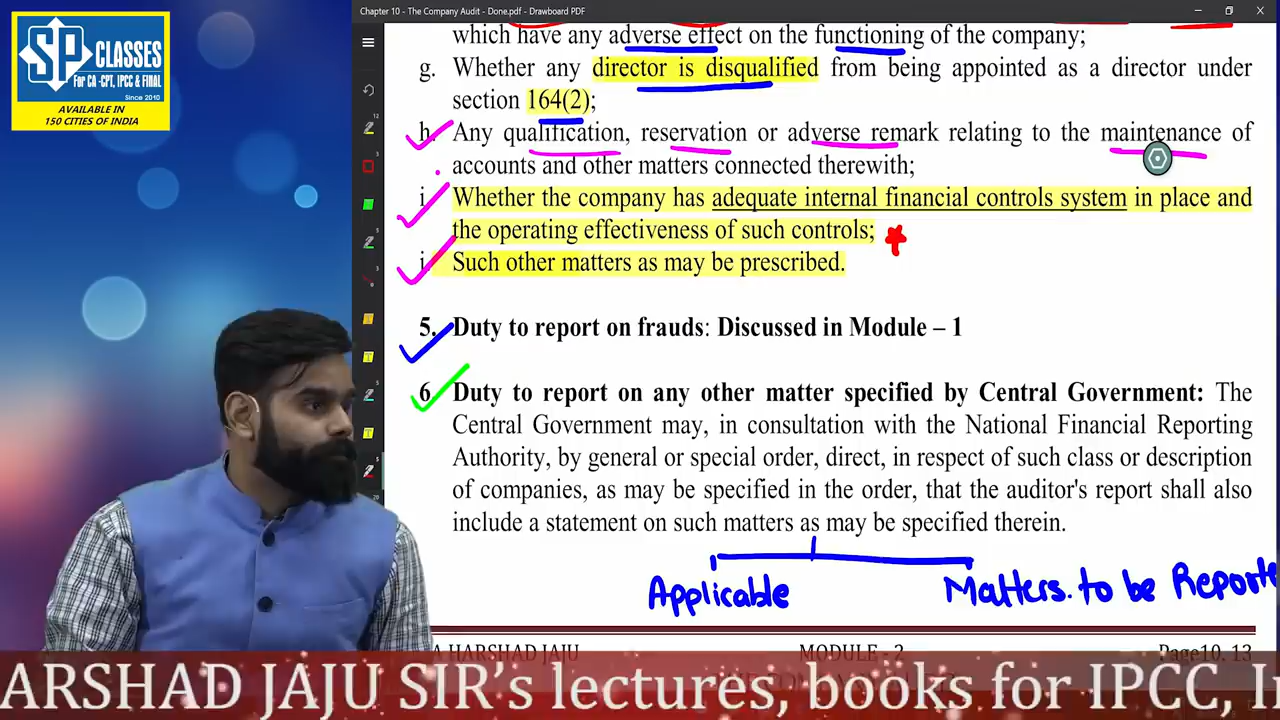 Chapter 10 - The Company Audit - Done.pdf - Drawboard PDF
SP
CLASSES
For CA -CPT, IPCC & FINAL
Since 2010
AVAILABLE IN
150 CITIES OF INDIA
which have any adverse effect on the functioning of the company;
g. Whether any director is disqualified from being appointed as a director under
section 164(2);
h. Any qualification, reservation or adverse remark relating to the maintenance of
accounts and other matters connected therewith;
i. Whether the company has adequate internal financial controls system in place and
the operating effectiveness of such controls;
j. Such other matters as may be prescribed.
5. Duty to report on frauds: Discussed in Module – 1
6 Duty to report on any other matter specified by Central Government: The
Central Government may, in consultation with the National Financial Reporting
Authority, by general or special order, direct, in respect of such class or description
of companies, as may be specified in the order, that the auditor's report shall also
include a statement on such matters as may be specified therein.
Applicable Matters. to be Reporte
A HARSHAD JAJU MODULE - 2 Page10. 13
ARSHAD JAJU SIR's lectures, books for IPCC, I